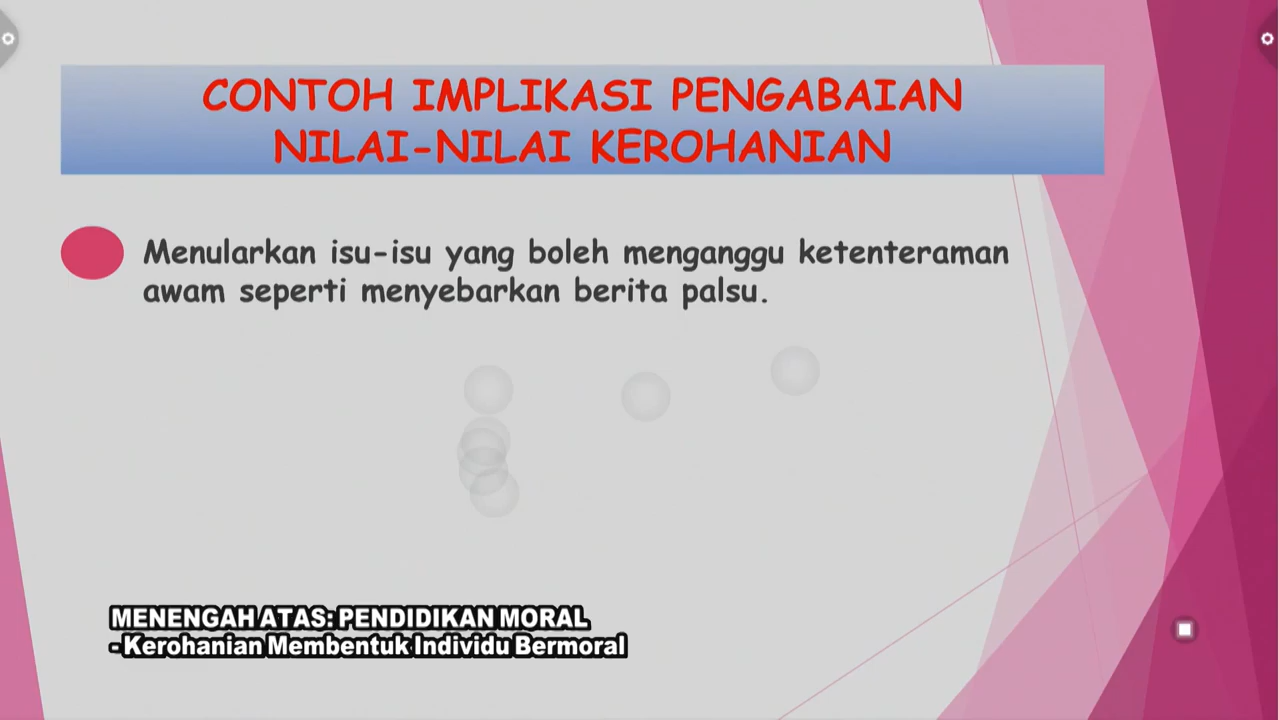 CONTOH IMPLIKASI PENGABAIAN
NILAI-NILAI KEROHANIAN
Menularkan isu-isu yang boleh menganggu ketenteraman
awam seperti menyebarkan berita palsu.
MENENGAH ATAS: PENDIDIKAN MORAL
- Kerohanian Membentuk Individu Bermoral